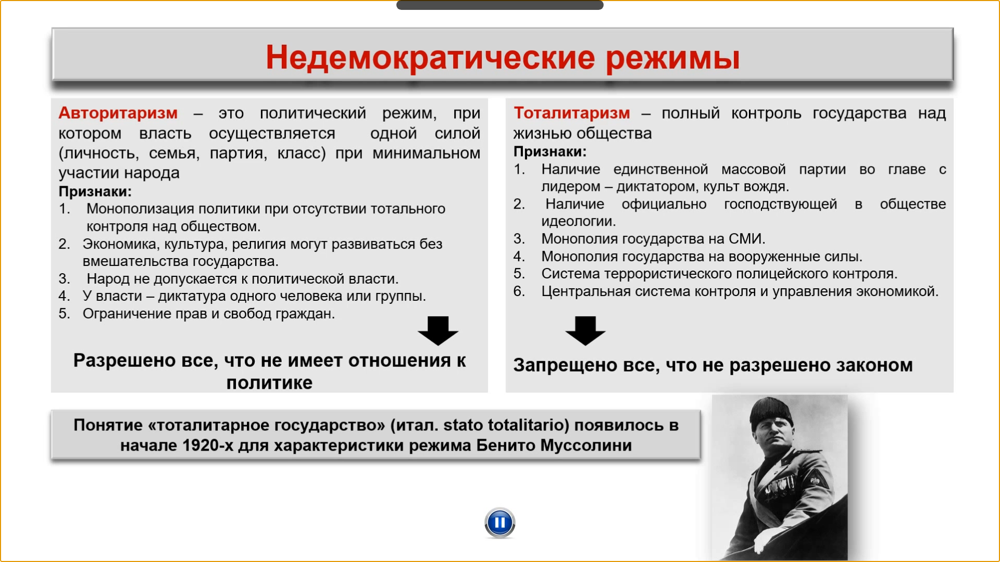 Недемократические режимы
Авторитаризм – это политический режим, при
котором власть осуществляется одной силой
(личность, семья, партия, класс) при минимальном
участии народа
Признаки:
1. Монополизация политики при отсутствии тотального
контроля над обществом.
2. Экономика, культура, религия могут развиваться без
вмешательства государства.
3. Народ не допускается к политической власти.
4. У власти – диктатура одного человека или группы.
5. Ограничение прав и свобод граждан.
Разрешено все, что не имеет отношения к
политике
Тоталитаризм – полный контроль государства над
жизнью общества
Признаки:
1. Наличие единственной массовой партии во главе с
лидером – диктатором, культ вождя.
2. Наличие официально господствующей в обществе
идеологии.
3. Монополия государства на СМИ.
4. Монополия государства на вооруженные силы.
5. Система террористического полицейского контроля.
6. Центральная система контроля и управления экономикой.
Запрещено все, что не разрешено законом
Понятие «тоталитарное государство» (итал. stato totalitario) появилось в
начале 1920-х для характеристики режима Бенито Муссолини